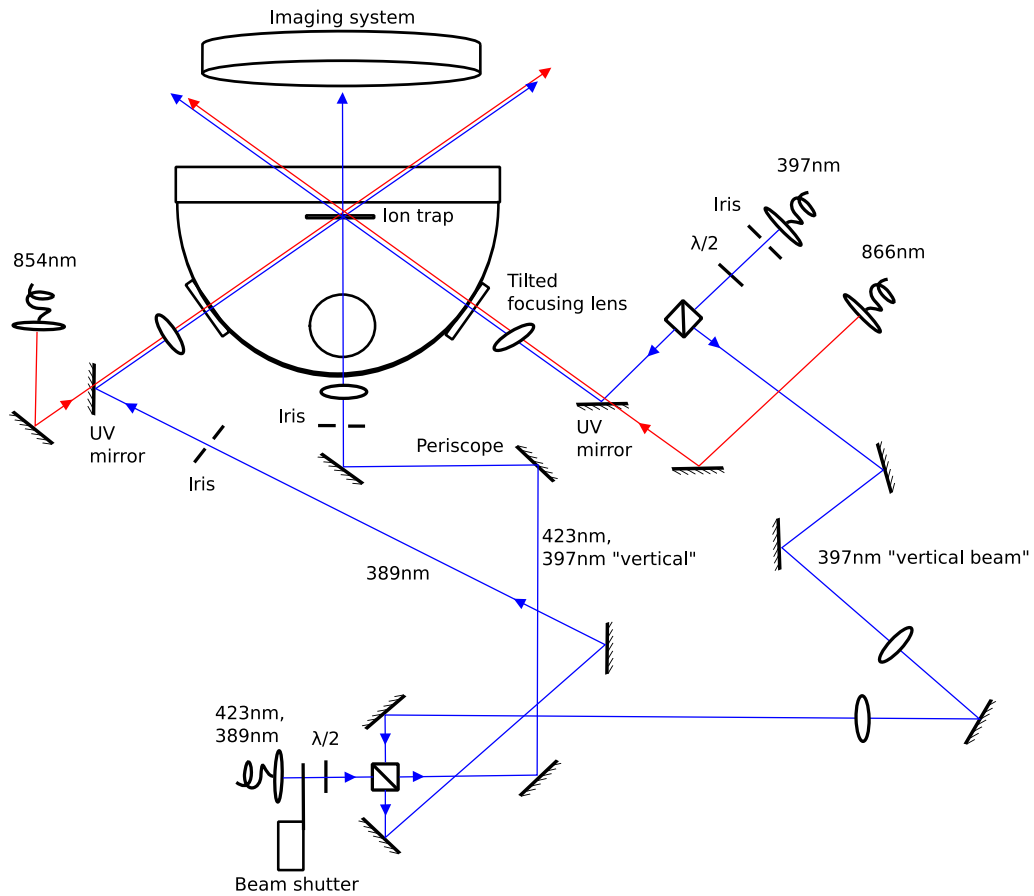 Imaging system
397nm
Iris
Ion trap
λ/2
854nm
866nm
Tilted
focusing lens
Iris
UV
mirror
UV
mirror
Periscope
Iris
423nm,
397nm "vertical"
397nm "vertical beam"
389nm
423nm,
389nm
λ/2
Beam shutter